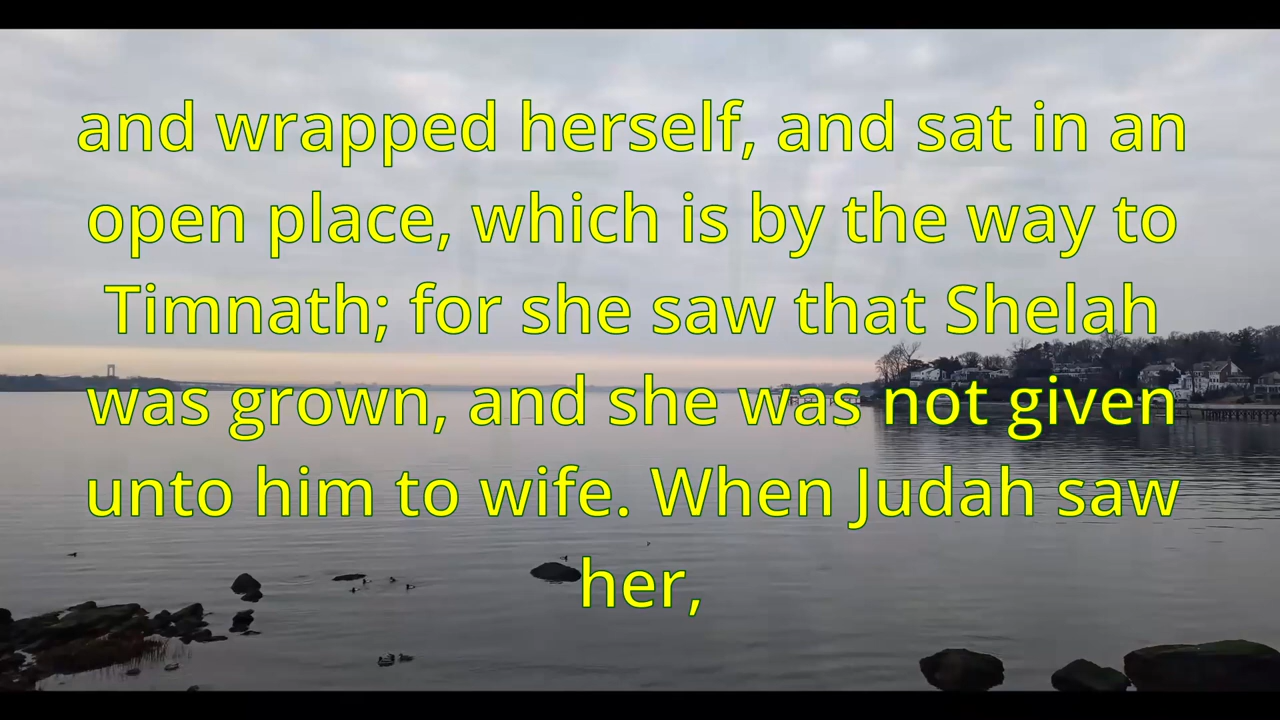 and wrapped herself, and sat in an
open place, which is by the way to
Timnath; for she saw that Shelah
was grown, and she was not given
unto him to wife. When Judah saw
her,